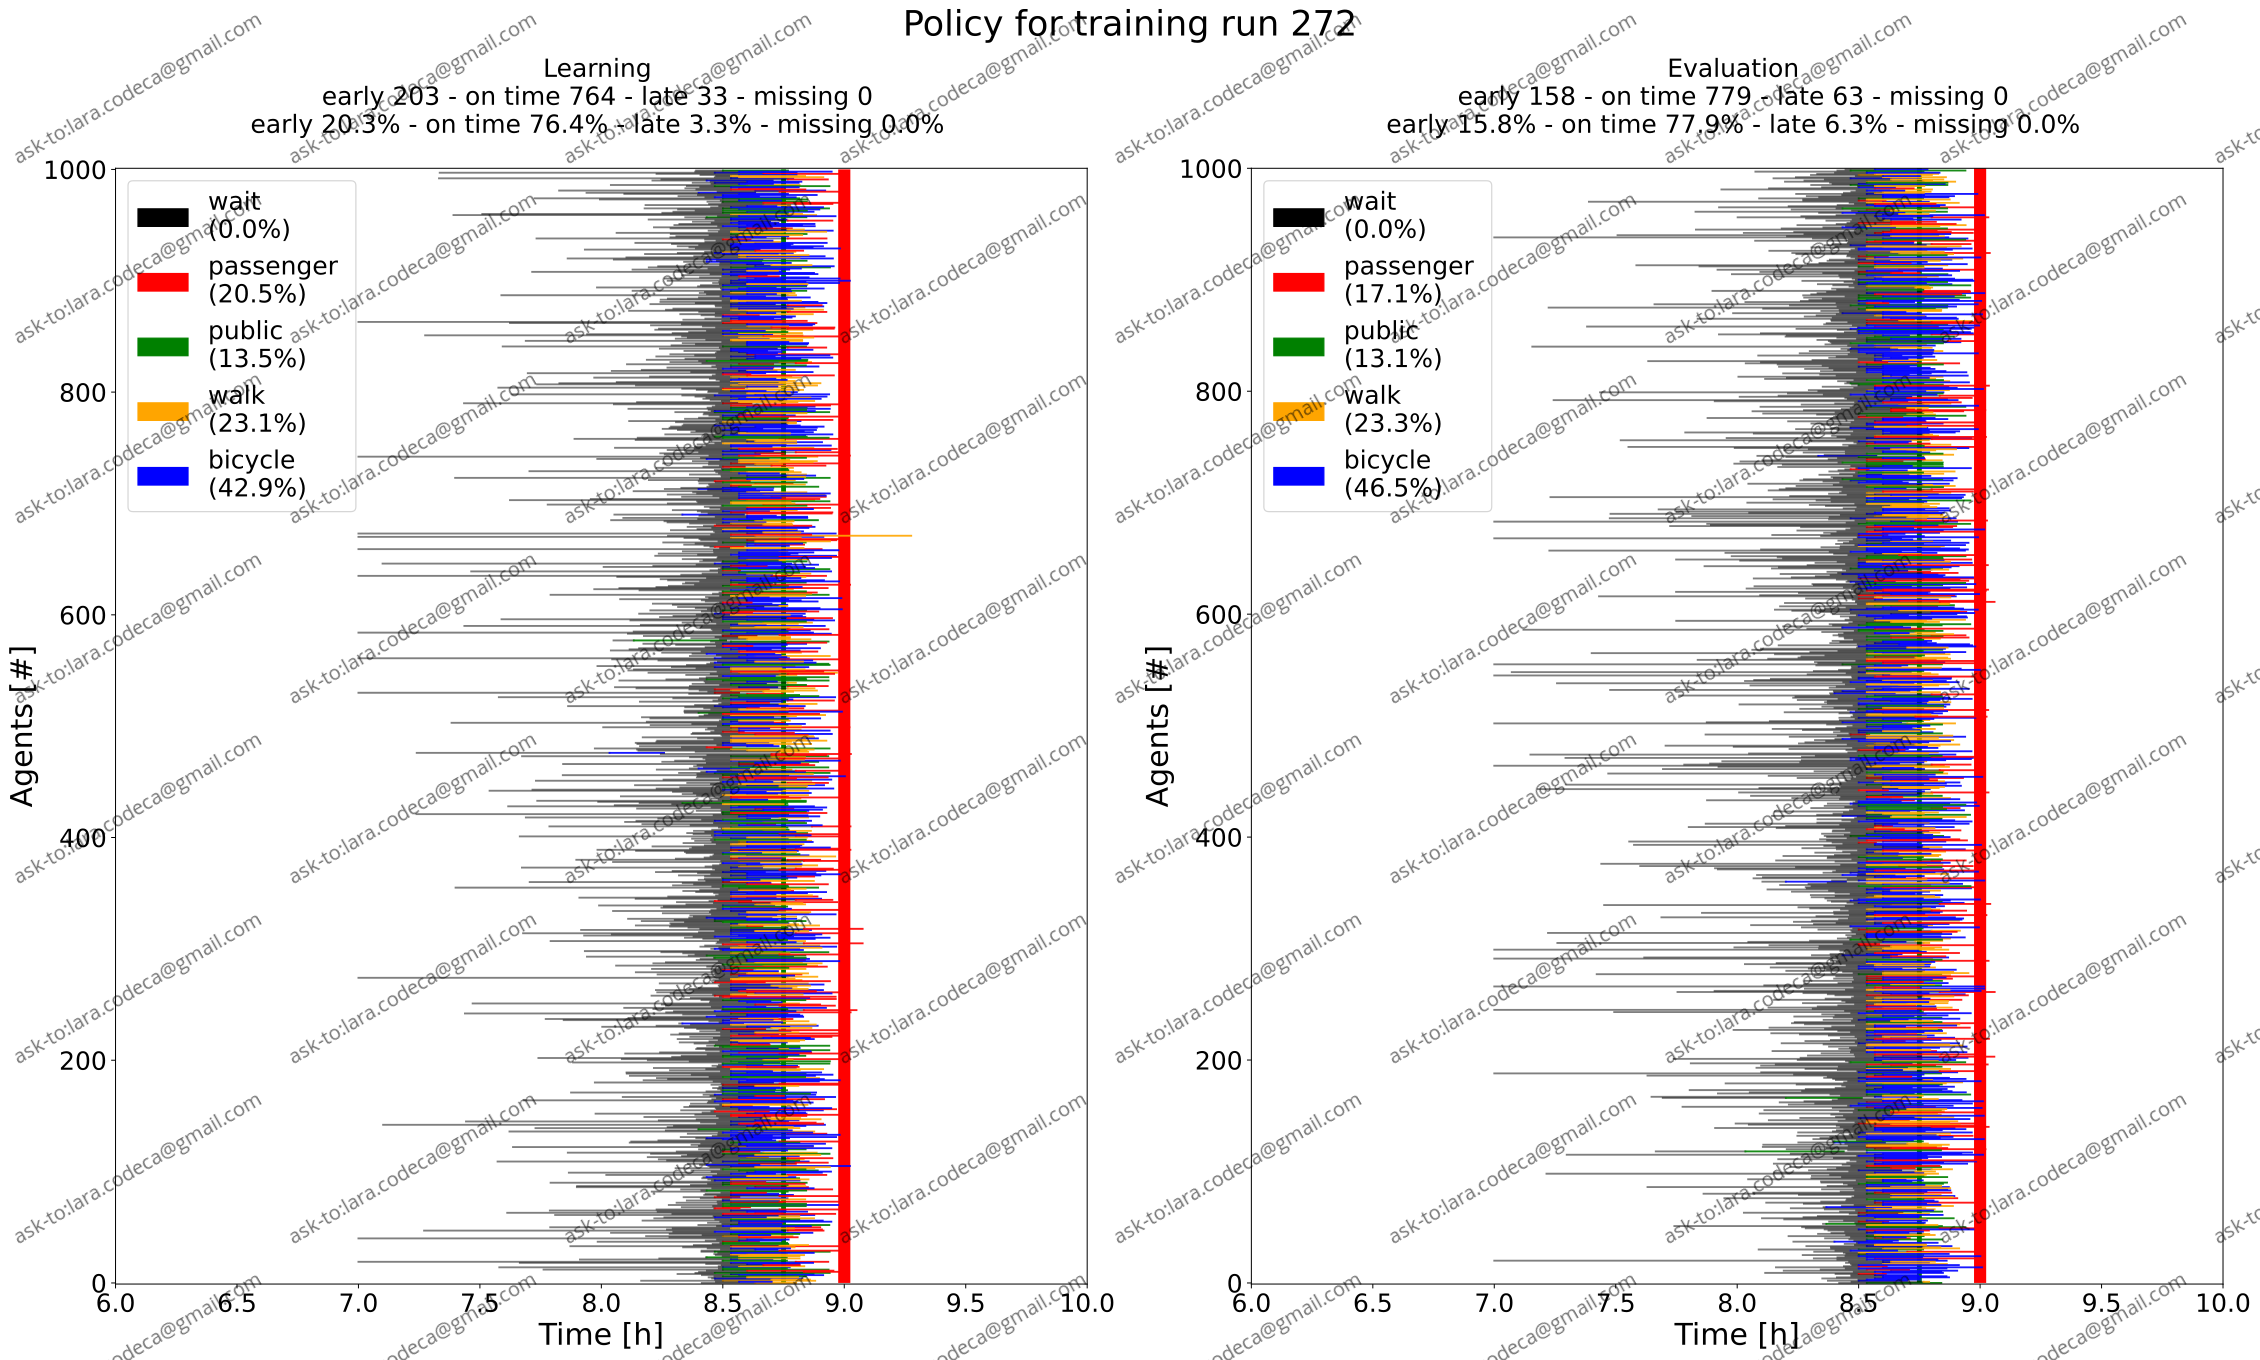 Policy for training run 272
Learning
early 203 - on time 764 - late 33 - missing 0
early 20.3% - on time 76.4% - late 3.3% - missing 0.0%
1000
800
600
400
200
0
Agents [#]
wait
(0.0%)
passenger
(20.5%)
public
(13.5%)
walk
(23.1%)
bicycle
(42.9%)
6.0 6.5 7.0 7.5 8.0 8.5 9.0 9.5 10.0
Time [h]
Evaluation
early 158 - on time 779 - late 63 - missing 0
early 15.8% - on time 77.9% - late 6.3% - missing 0.0%
1000
800
600
400
200
0
Agents [#]
wait
(0.0%)
passenger
(17.1%)
public
(13.1%)
walk
(23.3%)
bicycle
(46.5%)
6.0 6.5 7.0 7.5 8.0 8.5 9.0 9.5 10.0
Time [h]
ask-to:lara.codeca@gmail.com